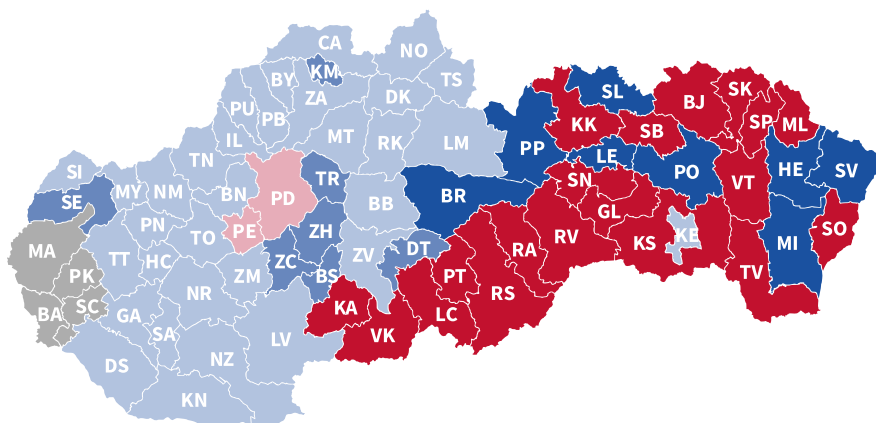 CA
NO
BY
KM
TS
ZA
DK
SL
SK
BJ
PU
PB
SP
ML
KK
SB
IL
MT
RK
LM
PP
LE
TN
PO
HE
SV
SI
TR
SN
VT
MY
NM
BN
PD
BR
SE
BB
GL
PN
PE
ZH
TO
RV
KS
KE
SO
MI
MA
TT
HC
ZC
ZV
DT
RA
PK
ZM
BS
PT
TV
NR
RS
SC
KA
BA
GA
LC
SA
VK
LV
DS
NZ
KN